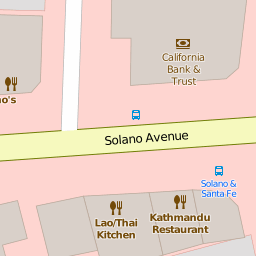 California
Bank &
Trust
o's
Solano Avenue
Solano &
Santa Fe
Lao/Thai
Kitchen
Kathmandu
Restaurant